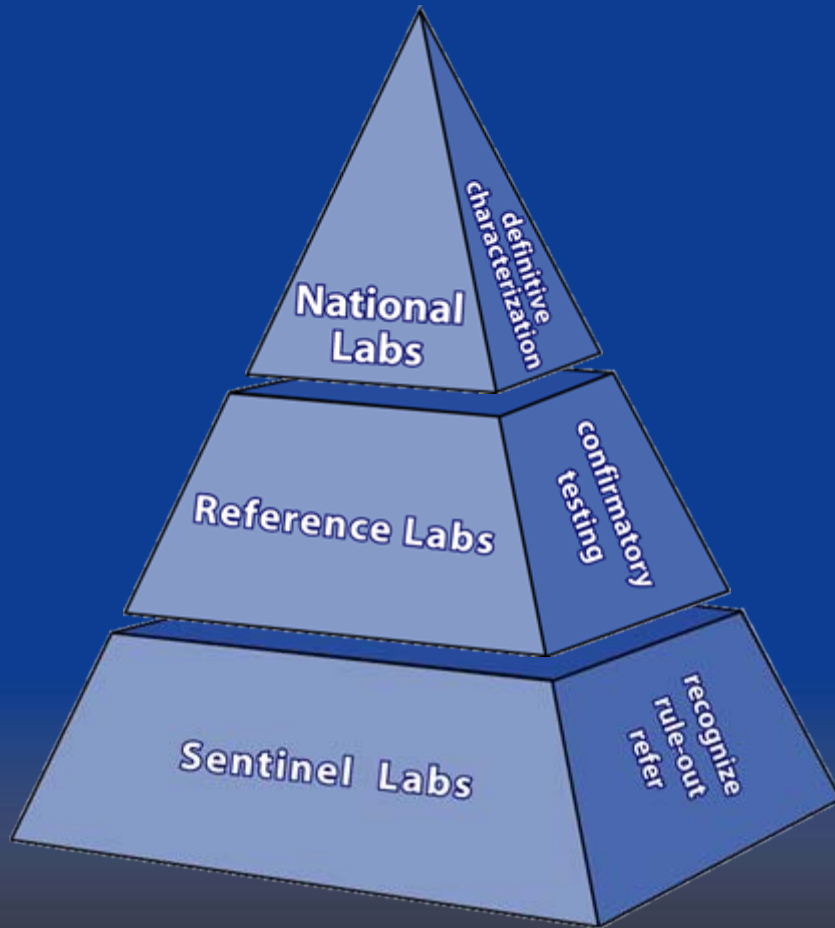 National
Labs
definitive
characterization
Reference Labs
confirmatory
testing
Sentinel Labs
recognize
rule-out
refer